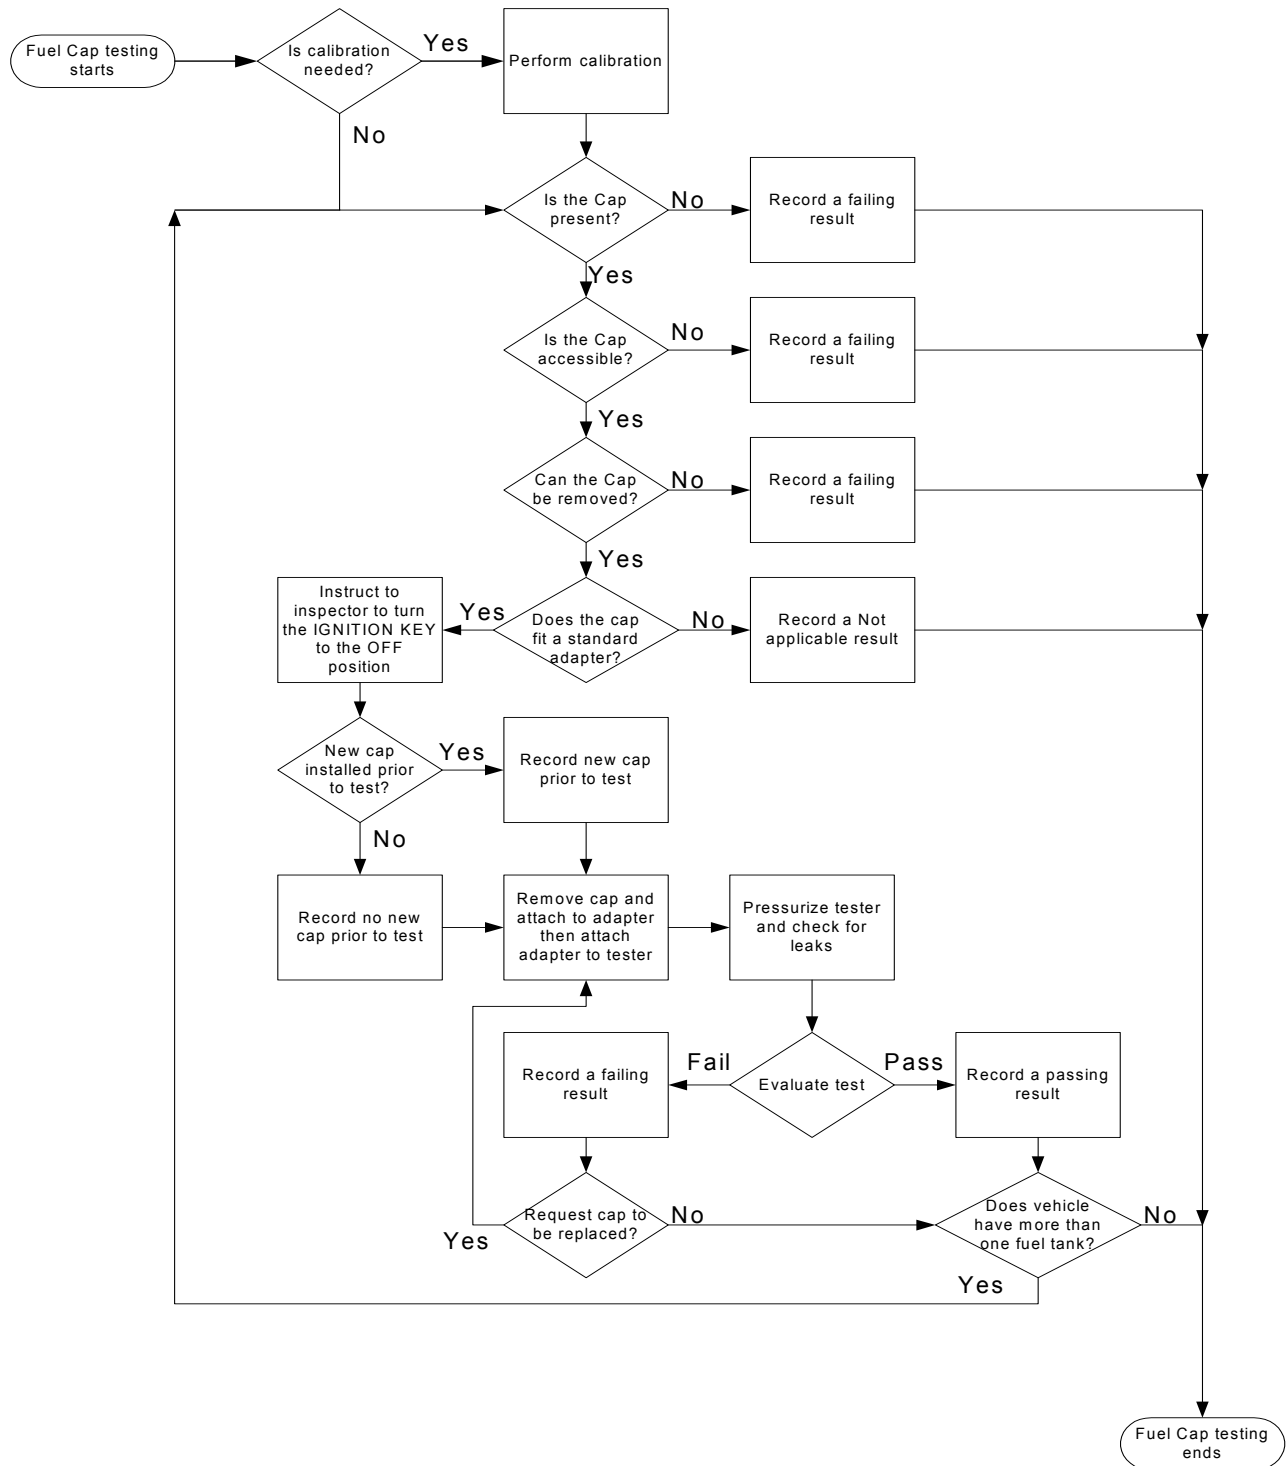 Fuel Cap testing
starts
Is calibration
needed?
Yes
Perform calibration
No
Is the Cap
present?
No
Record a failing
result
Yes
Is the Cap
accessible?
No
Record a failing
result
Yes
Can the Cap
be removed?
No
Record a failing
result
Yes
Instruct to
inspector to turn
the IGNITION KEY
to the OFF
position
Yes
Does the cap
fit a standard
adapter?
No
Record a Not
applicable result
New cap
installed prior
to test?
Yes
Record new cap
prior to test
No
Record no new
cap prior to test
Remove cap and
attach to adapter
then attach
adapter to tester
Pressurize tester
and check for
leaks
Record a failing
result
Fail
Evaluate test
Pass
Record a passing
result
Request cap to
be replaced?
Yes
No
Does vehicle
have more than
one fuel tank?
No
Yes
Fuel Cap testing
ends